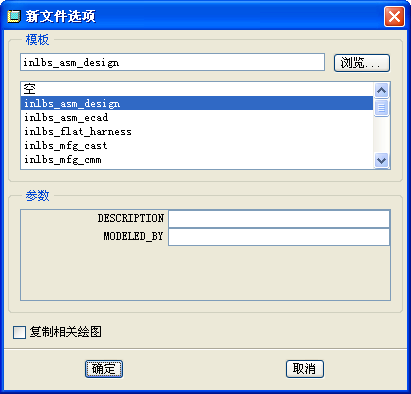 新文件选项
模板
inlbs_asm_design
浏览...
空
inlbs_asm_design
inlbs_asm_ecad
inlbs_flat_harness
inlbs_mfg_cast
inlbs_mfg_cmm
参数
DESCRIPTION
MODELED_BY
复制相关绘图
确定
取消